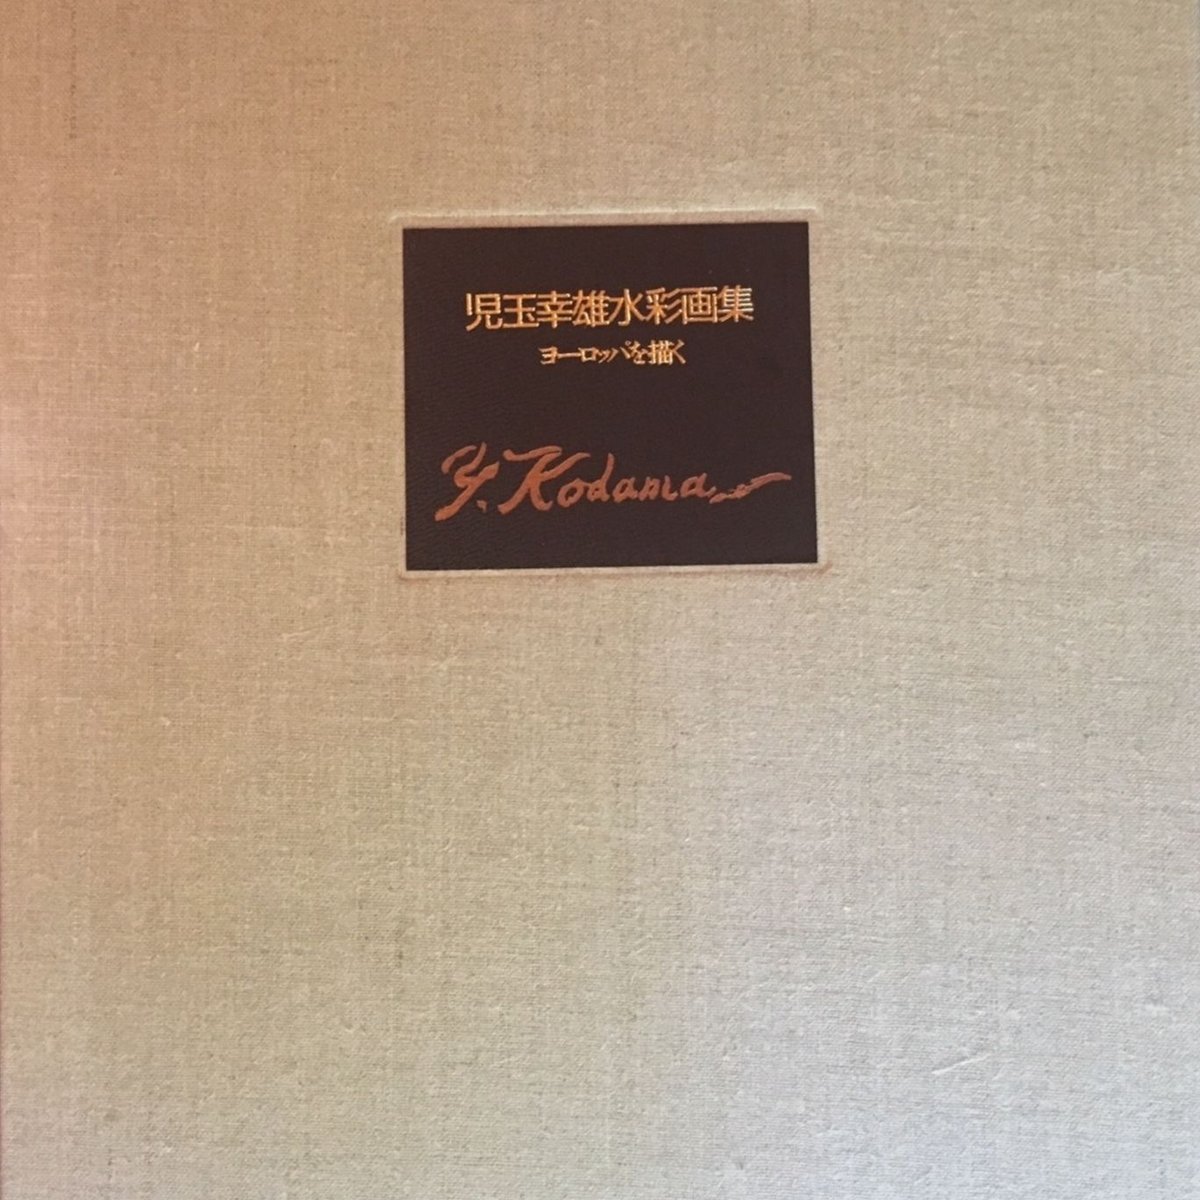 児玉幸雄水彩画集
ヨーロッパを描く
Y. Kodama